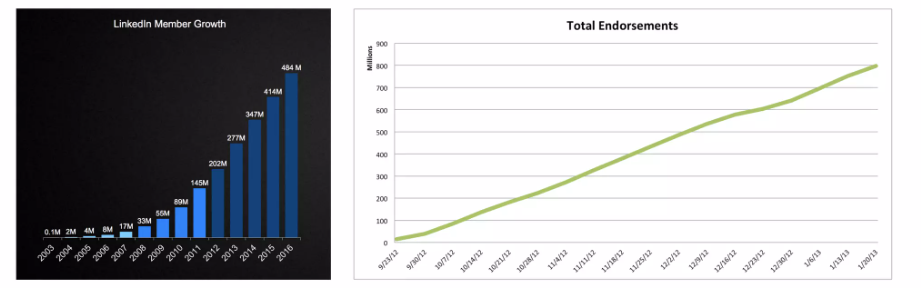 LinkedIn Member Growth
484 M
414M
347M
277M
202M
145M
89M
55M
33M
17M
8M
4M
2M
0.1M
2003 2004 2005 2006 2007 2008 2009 2010 2011 2012 2013 2014 2015 2016
Total Endorsements
Millions
900
800
700
600
500
400
300
200
100
0
9/23/12 9/30/12 10/7/12 10/14/12 10/21/12 10/28/12 11/4/12 11/11/12 11/18/12 11/25/12 12/2/12 12/9/12 12/16/12 12/23/12 12/30/12 1/6/13 1/13/13 1/20/13